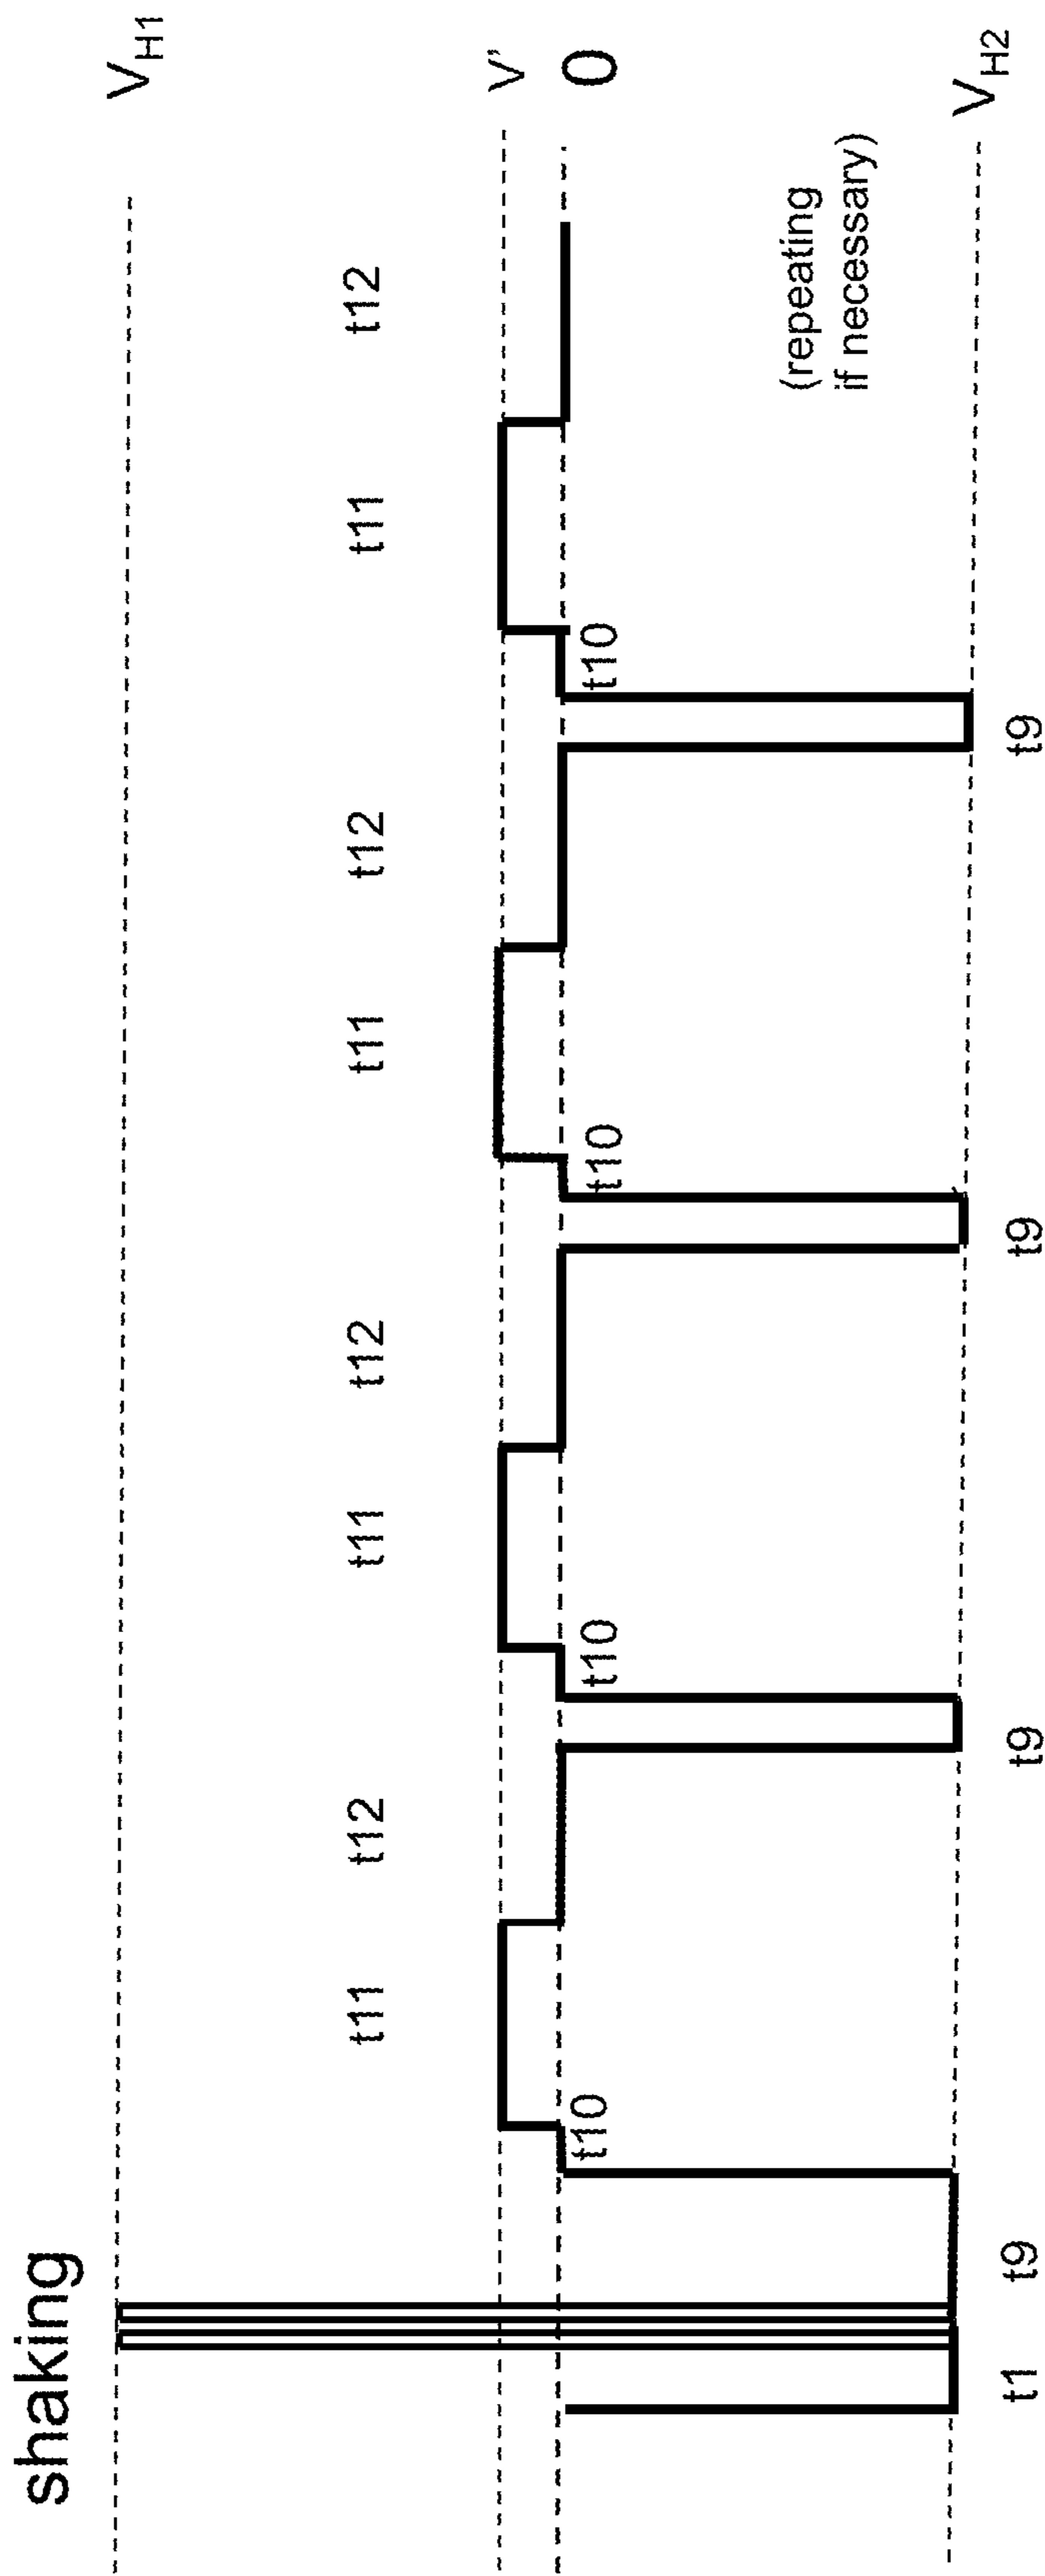 shaking
V_H1
t11
t12
t11
t12
t11
t12
t11
t12
V'
0
t10
t10
t10
t10
(repeating
if necessary)
V_H2
t1
t9
t9
t9
t9